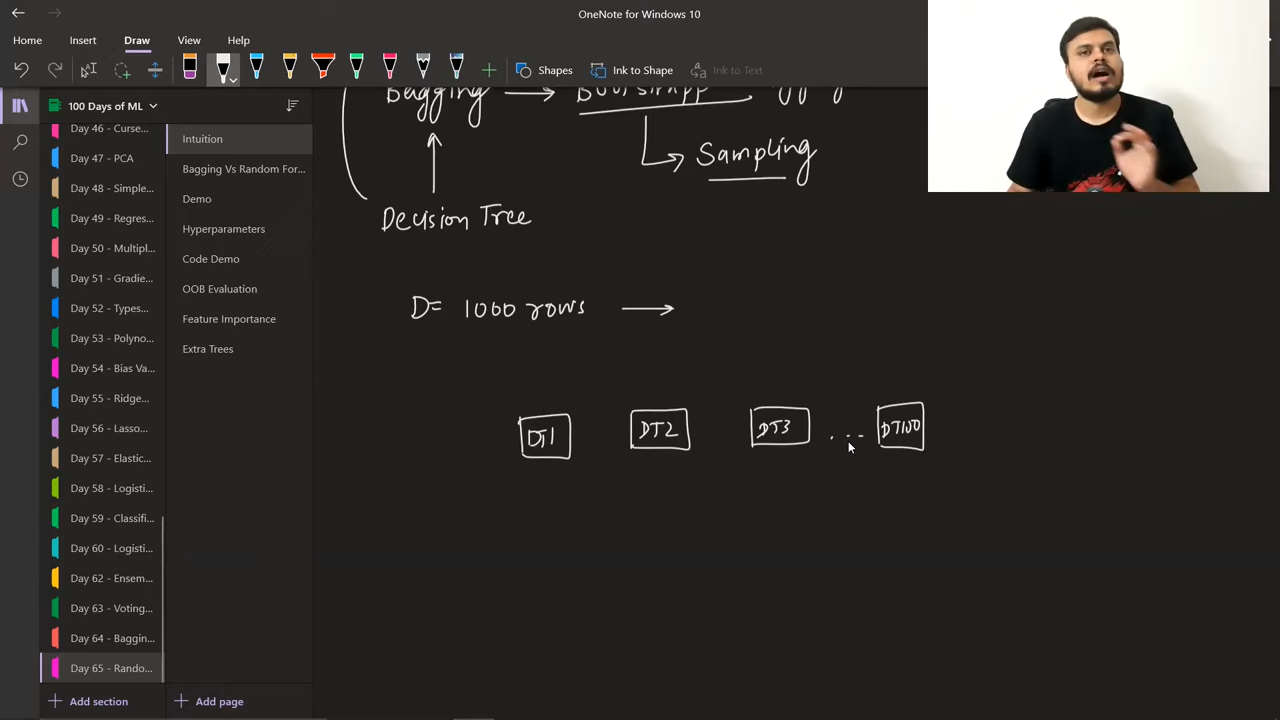 OneNote for Windows 10
Home Insert Draw View Help
Shapes Ink to Shape Ink to Text
100 Days of ML
Day 46 - Curse...
Day 47 - PCA
Day 48 - Simple...
Day 49 - Regres...
Day 50 - Multipl...
Day 51 - Gradie...
Day 52 - Types...
Day 53 - Polyno...
Day 54 - Bias Va...
Day 55 - Ridge...
Day 56 - Lasso...
Day 57 - Elastic...
Day 58 - Logisti...
Day 59 - Classifi...
Day 60 - Logisti...
Day 62 - Ensem...
Day 63 - Voting...
Day 64 - Baggin...
Day 65 - Rando...
Add section
Intuition
Bagging Vs Random For...
Demo
Hyperparameters
Code Demo
OOB Evaluation
Feature Importance
Extra Trees
Add page
Bagging
Sampling
Decision Tree
D= 1000 rows
DT1 DT2 DT3 ... DT100